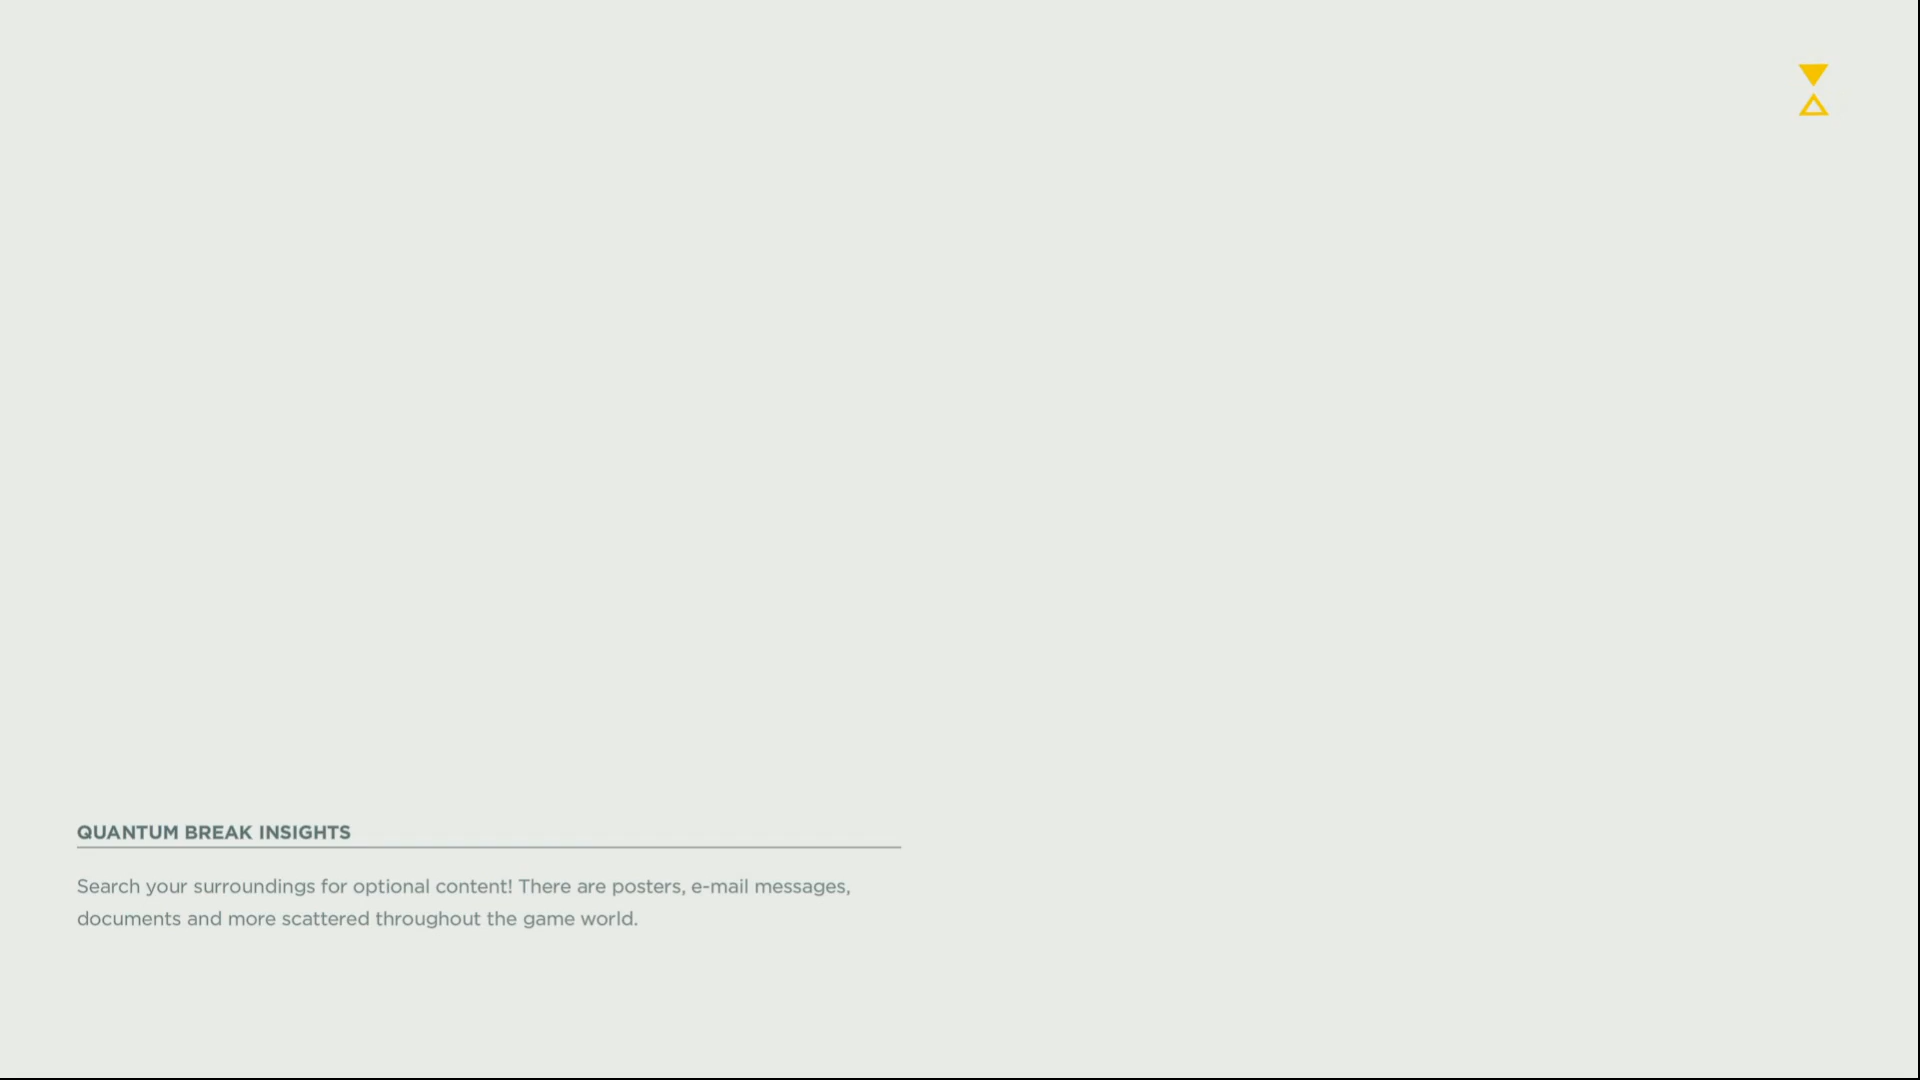 QUANTUM BREAK INSIGHTS
Search your surroundings for optional content! There are posters, e-mail messages,
documents and more scattered throughout the game world.